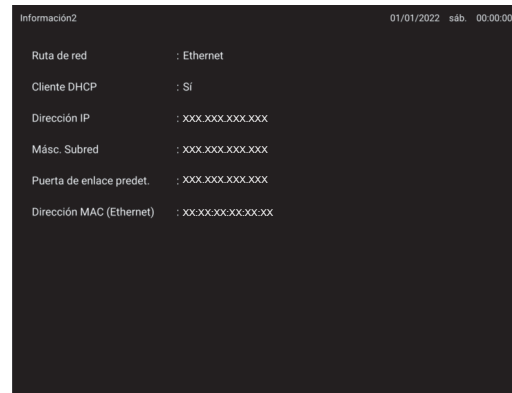 Información2 01/01/2022 sáb. 00:00:00
Ruta de red : Ethernet
Cliente DHCP : Sí
Dirección IP : XXX.XXX.XXX.XXX
Másc. Subred : XXX.XXX.XXX.XXX
Puerta de enlace predet. : XXX.XXX.XXX.XXX
Dirección MAC (Ethernet) : XX:XX:XX:XX:XX:XX